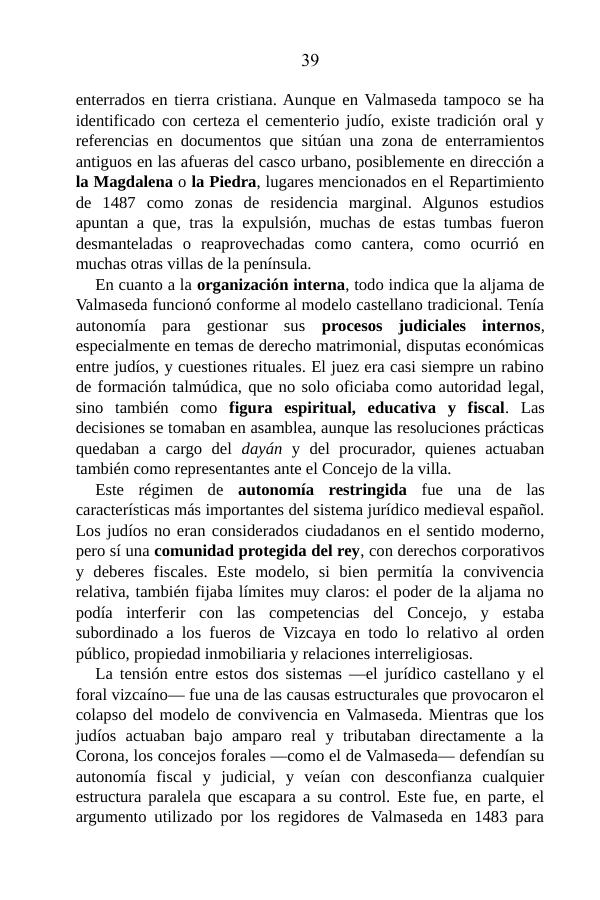 39
enterrados en tierra cristiana. Aunque en Valmaseda tampoco se ha
identificado con certeza el cementerio judío, existe tradición oral y
referencias en documentos que sitúan una zona de enterramientos
antiguos en las afueras del casco urbano, posiblemente en dirección a
la Magdalena o la Piedra, lugares mencionados en el Repartimiento
de 1487 como zonas de residencia marginal. Algunos estudios
apuntan a que, tras la expulsión, muchas de estas tumbas fueron
desmanteladas o reaprovechadas como cantera, como ocurrió en
muchas otras villas de la península.
En cuanto a la organización interna, todo indica que la aljama de
Valmaseda funcionó conforme al modelo castellano tradicional. Tenía
autonomía para gestionar sus procesos judiciales internos,
especialmente en temas de derecho matrimonial, disputas económicas
entre judíos, y cuestiones rituales. El juez era casi siempre un rabino
de formación talmúdica, que no solo oficiaba como autoridad legal,
sino también como figura espiritual, educativa y fiscal. Las
decisiones se tomaban en asamblea, aunque las resoluciones prácticas
quedaban a cargo del dayán y del procurador, quienes actuaban
también como representantes ante el Concejo de la villa.
Este régimen de autonomía restringida fue una de las
características más importantes del sistema jurídico medieval español.
Los judíos no eran considerados ciudadanos en el sentido moderno,
pero sí una comunidad protegida del rey, con derechos corporativos
y deberes fiscales. Este modelo, si bien permitía la convivencia
relativa, también fijaba límites muy claros: el poder de la aljama no
podía interferir con las competencias del Concejo, y estaba
subordinado a los fueros de Vizcaya en todo lo relativo al orden
público, propiedad inmobiliaria y relaciones interreligiosas.
La tensión entre estos dos sistemas —el jurídico castellano y el
foral vizcaíno— fue una de las causas estructurales que provocaron el
colapso del modelo de convivencia en Valmaseda. Mientras que los
judíos actuaban bajo amparo real y tributaban directamente a la
Corona, los concejos forales —como el de Valmaseda— defendían su
autonomía fiscal y judicial, y veían con desconfianza cualquier
estructura paralela que escapara a su control. Este fue, en parte, el
argumento utilizado por los regidores de Valmaseda en 1483 para